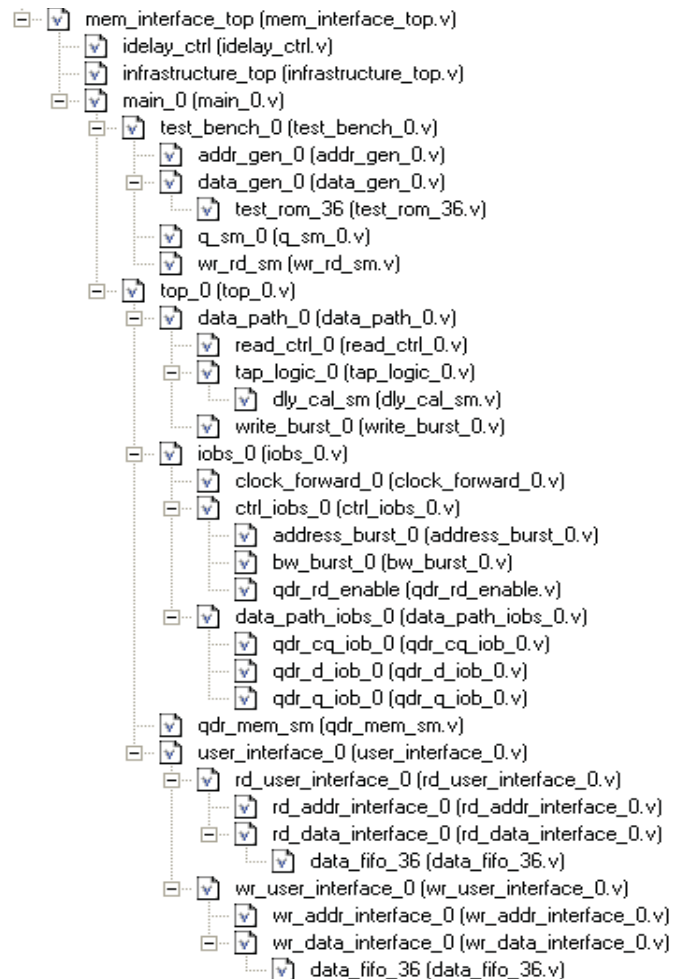 mem_interface_top (mem_interface_top.v)
idelay_ctrl (idelay_ctrl.v)
infrastructure_top (infrastructure_top.v)
main_0 (main_0.v)
test_bench_0 (test_bench_0.v)
addr_gen_0 (addr_gen_0.v)
data_gen_0 (data_gen_0.v)
test_rom_36 (test_rom_36.v)
q_sm_0 (q_sm_0.v)
wr_rd_sm (wr_rd_sm.v)
top_0 (top_0.v)
data_path_0 (data_path_0.v)
read_ctrl_0 (read_ctrl_0.v)
tap_logic_0 (tap_logic_0.v)
dly_cal_sm (dly_cal_sm.v)
write_burst_0 (write_burst_0.v)
iobs_0 (iobs_0.v)
clock_forward_0 (clock_forward_0.v)
ctrl_iobs_0 (ctrl_iobs_0.v)
address_burst_0 (address_burst_0.v)
bw_burst_0 (bw_burst_0.v)
qdr_rd_enable (qdr_rd_enable.v)
data_path_iobs_0 (data_path_iobs_0.v)
qdr_cq_iob_0 (qdr_cq_iob_0.v)
qdr_d_iob_0 (qdr_d_iob_0.v)
qdr_q_iob_0 (qdr_q_iob_0.v)
qdr_mem_sm (qdr_mem_sm.v)
user_interface_0 (user_interface_0.v)
rd_user_interface_0 (rd_user_interface_0.v)
rd_addr_interface_0 (rd_addr_interface_0.v)
rd_data_interface_0 (rd_data_interface_0.v)
data_fifo_36 (data_fifo_36.v)
wr_user_interface_0 (wr_user_interface_0.v)
wr_addr_interface_0 (wr_addr_interface_0.v)
wr_data_interface_0 (wr_data_interface_0.v)
data_fifo_36 (data_fifo_36.v)